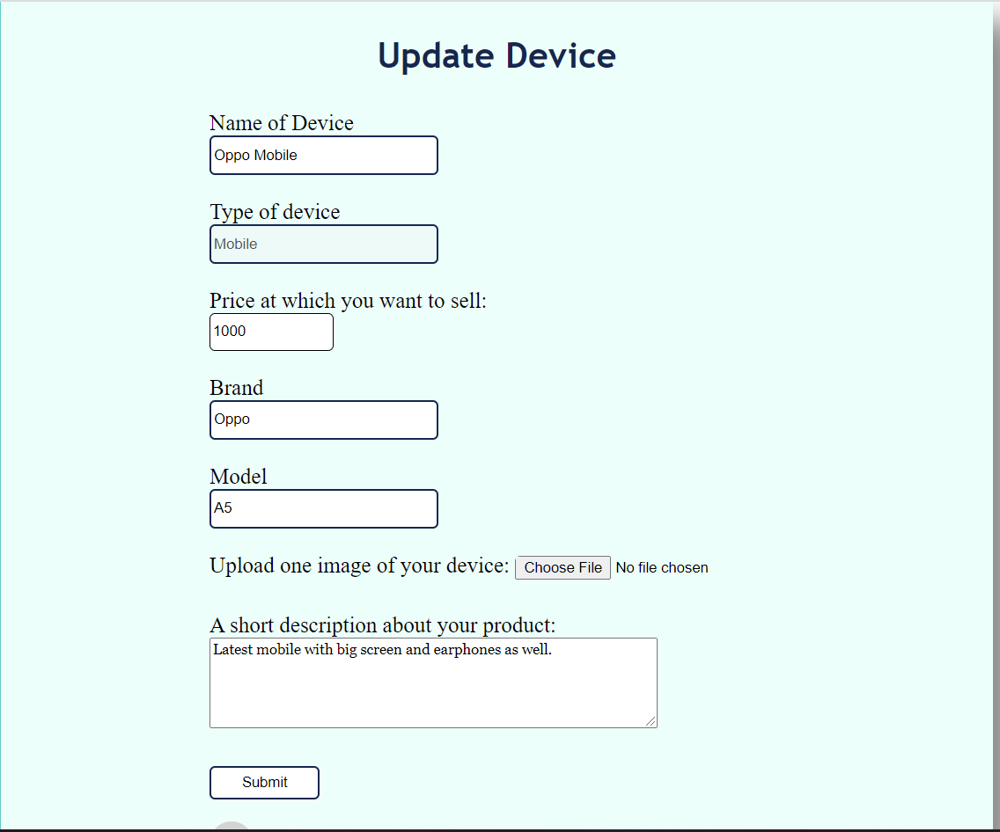 Update Device
Name of Device
Oppo Mobile
Type of device
Mobile
Price at which you want to sell:
1000
Brand
Oppo
Model
A5
Upload one image of your device: Choose File No file chosen
A short description about your product:
Latest mobile with big screen and earphones as well.
Submit